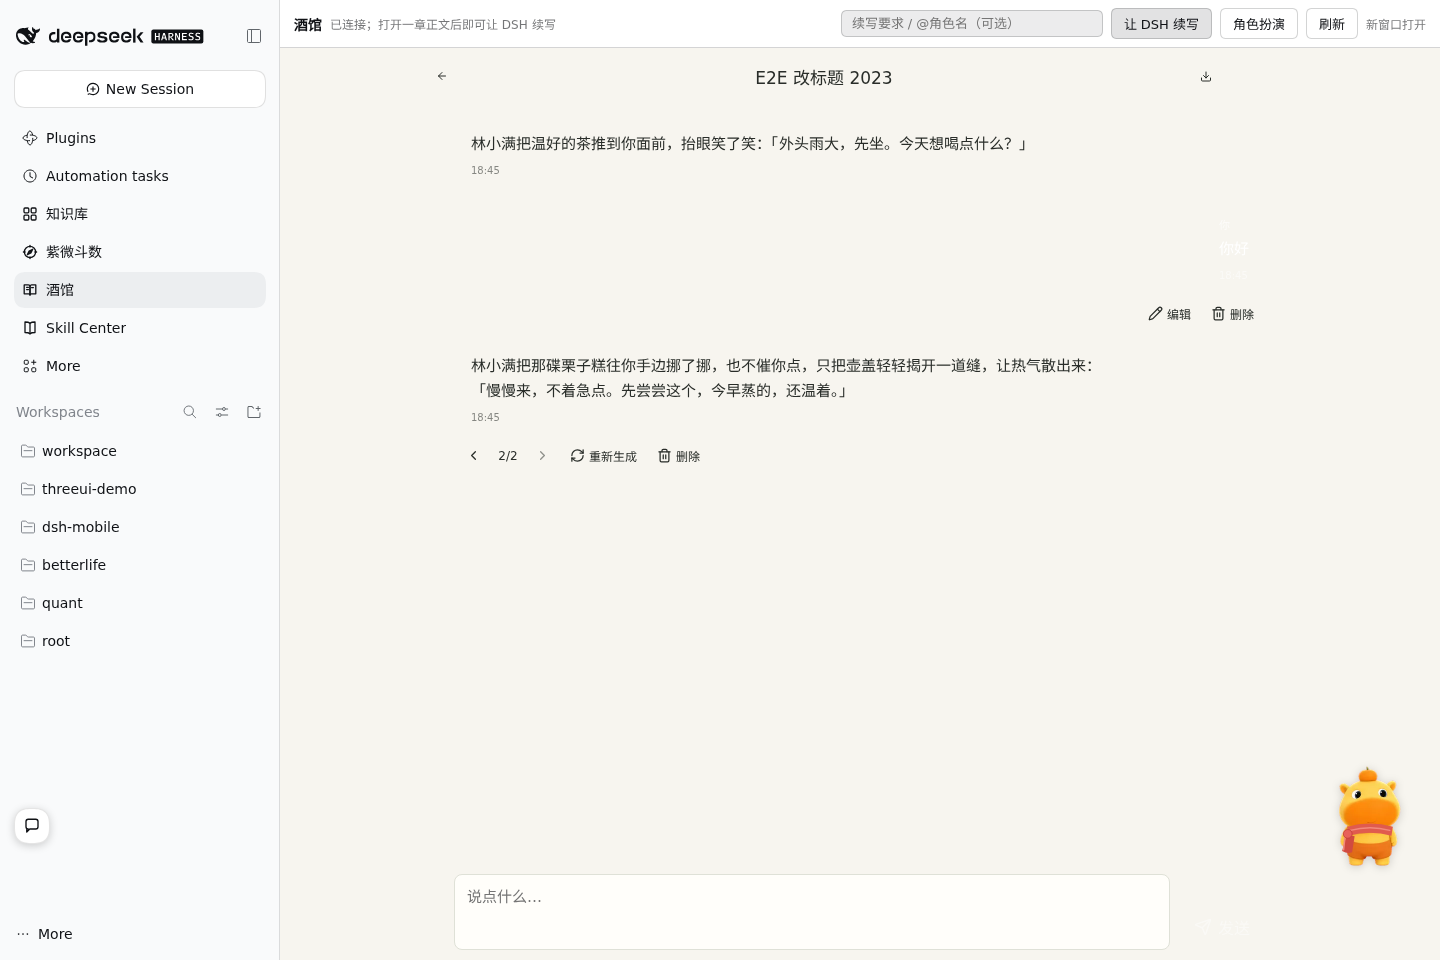 deepseek HARNESS
New Session
Plugins
Automation tasks
知识库
紫微斗数
酒馆
Skill Center
More
Workspaces
workspace
threeui-demo
dsh-mobile
betterlife
quant
root
More
酒馆 已连接；打开一章正文后即可让 DSH 续写
续写要求 / @角色名（可选）
让 DSH 续写
角色扮演
刷新
新窗口打开
E2E 改标题 2023
林小满把温好的茶推到你面前，抬眼笑了笑：「外头雨大，先坐。今天想喝点什么？」
18:45
你好
编辑 删除
林小满把那碟栗子糕往你手边挪了挪，也不催你点，只把壶盖轻轻揭开一道缝，让热气散出来：
「慢慢来，不着急点。先尝尝这个，今早蒸的，还温着。」
18:45
2/2 重新生成 删除
说点什么...
发送